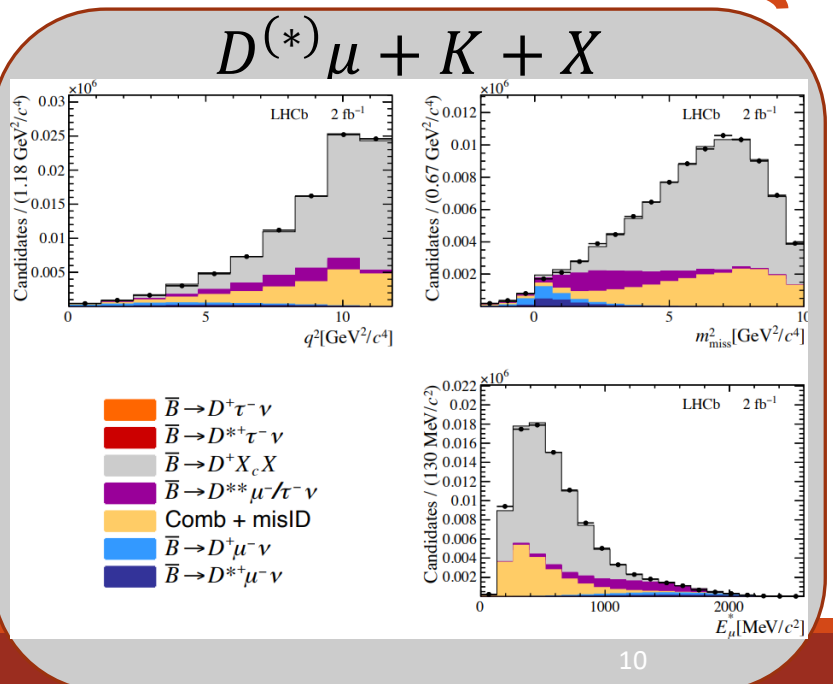 D^(*)μ + K + X
×10⁶
LHCb 2 fb⁻¹
Candidates / (1.18 GeV²/c⁴)
0.03
0.025
0.02
0.015
0.01
0.005
0 5 10
q²[GeV²/c⁴]
×10⁶
LHCb 2 fb⁻¹
Candidates / (0.67 GeV²/c⁴)
0.012
0.01
0.008
0.006
0.004
0.002
0 5 10
m²_miss[GeV²/c⁴]
B̅→D⁺τ⁻ν
B̅→D*⁺τ⁻ν
B̅→D⁺X_cX
B̅→D**μ⁻/τ⁻ν
Comb + misID
B̅→D⁺μ⁻ν
B̅→D*⁺μ⁻ν
×10⁶
LHCb 2 fb⁻¹
Candidates / (130 MeV/c²)
0.022
0.02
0.018
0.016
0.014
0.012
0.01
0.008
0.006
0.004
0.002
0 1000 2000
E*_μ[MeV/c²]
10